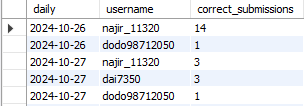 daily username correct_submissions
2024-10-26 najir_11320 14
2024-10-26 dodo98712050 1
2024-10-27 najir_11320 3
2024-10-27 dai7350 3
2024-10-27 dodo98712050 1